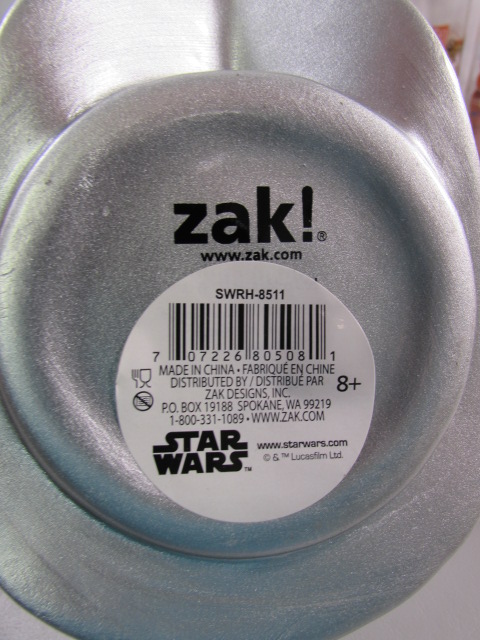 zak!®
www.zak.com
SWRH-8511
7 07226 80508 1
MADE IN CHINA • FABRIQUÉ EN CHINE
DISTRIBUTED BY / DISTRIBUÉ PAR
ZAK DESIGNS, INC.
8+
P.O. BOX 19188 SPOKANE, WA 99219
1-800-331-1089 • WWW.ZAK.COM
STAR
WARS™
www.starwars.com
© & ™ Lucasfilm Ltd.